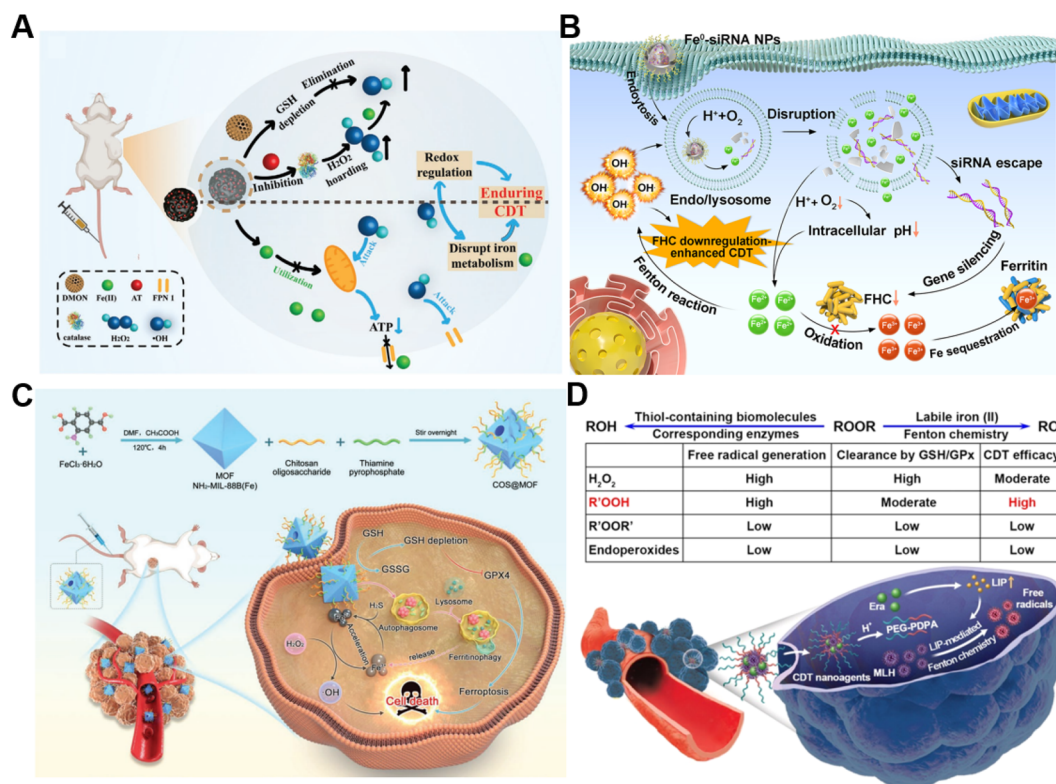 A
Elimination
GSH
depletion
Inhibition
H₂O₂
hoarding
Redox
regulation
Enduring
CDT
Disrupt iron
metabolism
Utilization
Attack
Attack
ATP
DMON
Fe(II)
AT
FPN 1
catalase
H₂O₂
•OH
B
Fe⁰-siRNA NPs
Endoytosis
H⁺+O₂
Disruption
siRNA escape
OH
OH
OH
OH
Endo/lysosome
H⁺+ O₂
Intracellular pH
FHC downregulation-
enhanced CDT
Gene silencing
Fenton reaction
Ferritin
FHC
Fe²⁺
Fe²⁺
Fe²⁺
Fe²⁺
Oxidation
Fe³⁺
Fe³⁺
Fe³⁺
Fe³⁺
Fe³⁺
Fe sequestration
C
DMF, CH₃COOH
120°C, 4h
Stir overnight
FeCl₃·6H₂O
MOF
NH₂-MIL-88B(Fe)
Chitosan
oligosaccharide
Thiamine
pyrophosphate
COS@MOF
GSH
GSH depletion
GSSG
GPX4
Lysosome
H₂S
Autophagosome
Acceleration
H₂O₂
release
Ferritinophagy
·OH
Ferroptosis
Cell death
D
Thiol-containing biomolecules
Labile iron (II)
ROH
ROOR
Corresponding enzymes
Fenton chemistry
Free radical generation
Clearance by GSH/GPx
CDT efficacy
H₂O₂ High High Moderate
R'OOH High Moderate High
R'OOR' Low Low Low
Endoperoxides Low Low Low
Era
LIP
Free
radicals
H⁺
PEG-PDPA
LIP-mediated
Fenton chemistry
CDT nanoagents
MLH